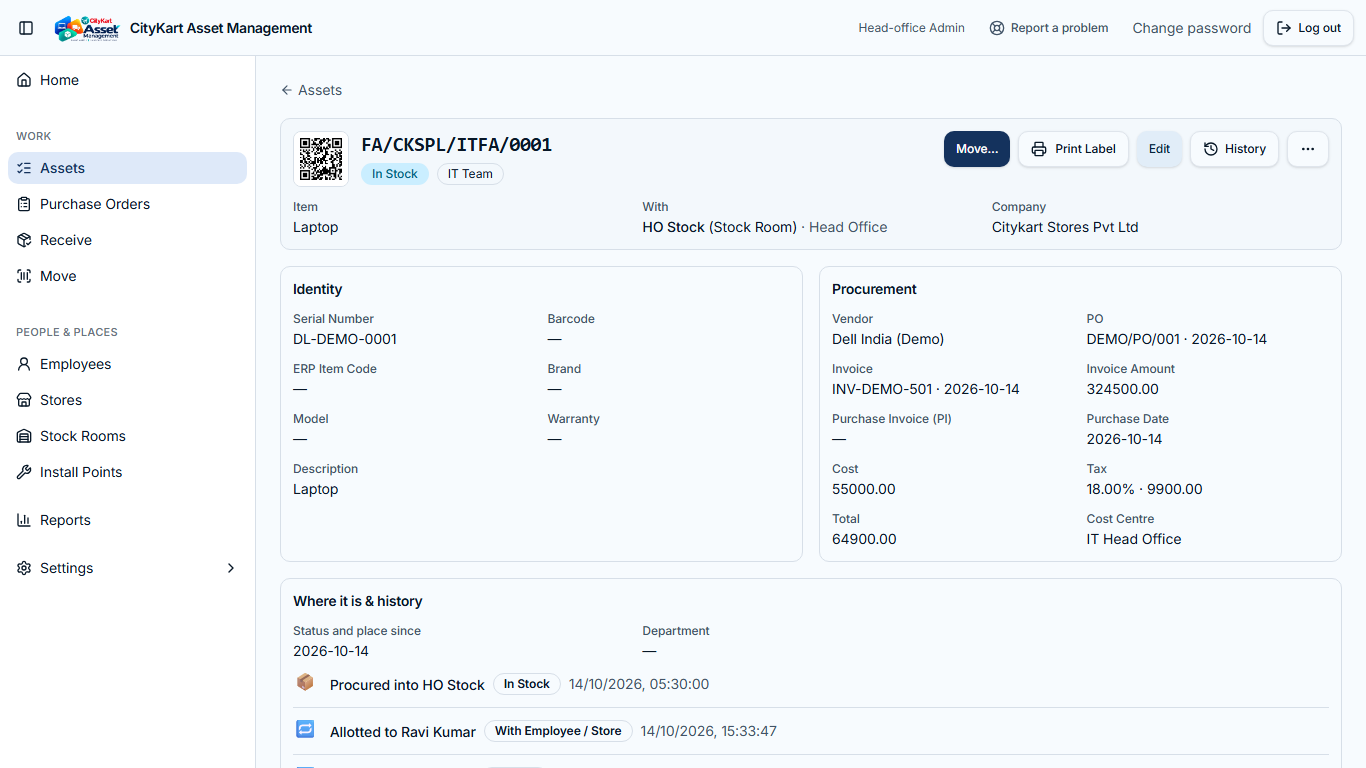 CityKart
Asset
Management
CityKart Asset Management
Head-office Admin
Report a problem
Change password
Log out
Home
WORK
Assets
Purchase Orders
Receive
Move
PEOPLE & PLACES
Employees
Stores
Stock Rooms
Install Points
Reports
Settings
← Assets
FA/CKSPL/ITFA/0001
In Stock
IT Team
Move...
Print Label
Edit
History
Item
Laptop
With
HO Stock (Stock Room) · Head Office
Company
Citykart Stores Pvt Ltd
Identity
Serial Number
DL-DEMO-0001
Barcode
—
ERP Item Code
—
Brand
—
Model
—
Warranty
—
Description
Laptop
Procurement
Vendor
Dell India (Demo)
PO
DEMO/PO/001 · 2026-10-14
Invoice
INV-DEMO-501 · 2026-10-14
Invoice Amount
324500.00
Purchase Invoice (PI)
—
Purchase Date
2026-10-14
Cost
55000.00
Tax
18.00% · 9900.00
Total
64900.00
Cost Centre
IT Head Office
Where it is & history
Status and place since
2026-10-14
Department
—
Procured into HO Stock In Stock 14/10/2026, 05:30:00
Allotted to Ravi Kumar With Employee / Store 14/10/2026, 15:33:47